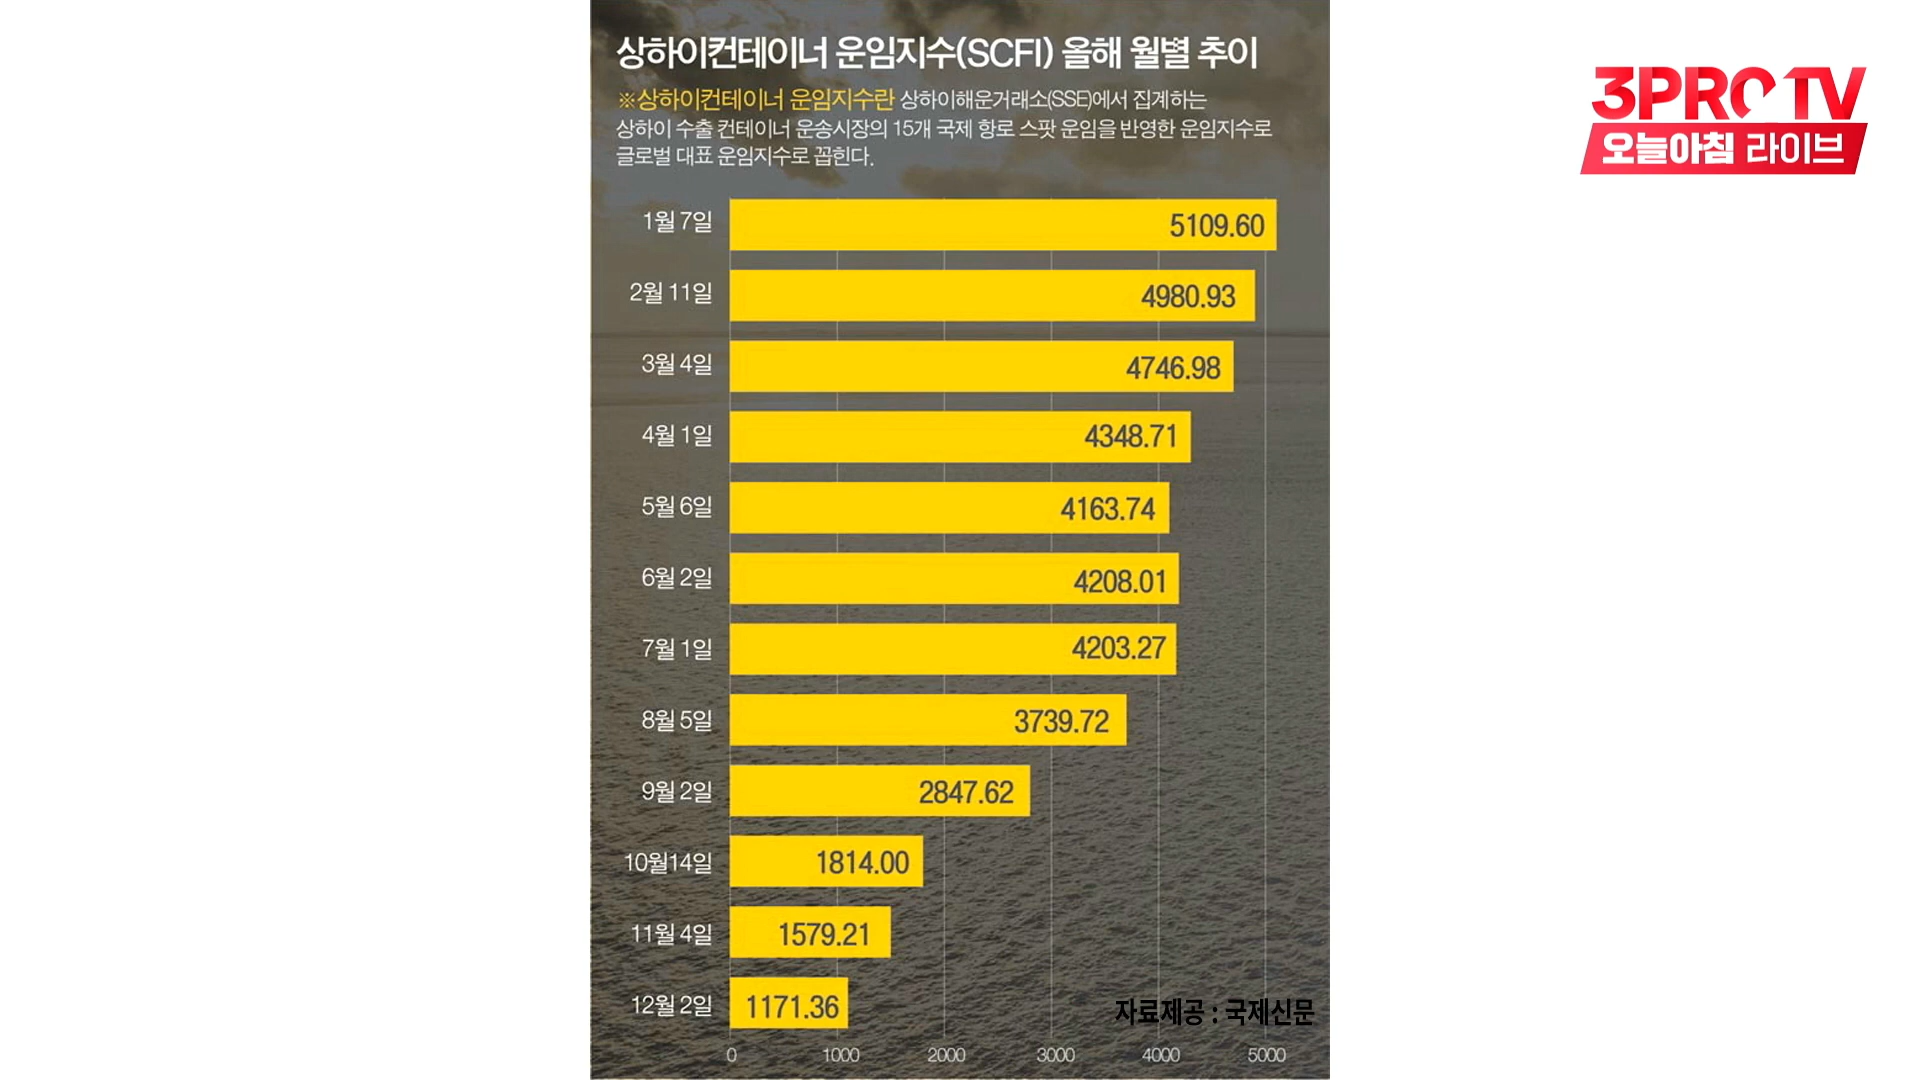 상하이컨테이너 운임지수(SCFI) 올해 월별 추이
※상하이컨테이너 운임지수란 상하이해운거래소(SSE)에서 집계하는
상하이 수출 컨테이너 운송시장의 15개 국제 항로 스팟 운임을 반영한 운임지수로
글로벌 대표 운임지수로 꼽힌다.
3PRO TV
오늘아침 라이브
1월 7일 5109.60
2월 11일 4980.93
3월 4일 4746.98
4월 1일 4348.71
5월 6일 4163.74
6월 2일 4208.01
7월 1일 4203.27
8월 5일 3739.72
9월 2일 2847.62
10월14일 1814.00
11월 4일 1579.21
12월 2일 1171.36
자료제공 : 국제신문
0 1000 2000 3000 4000 5000